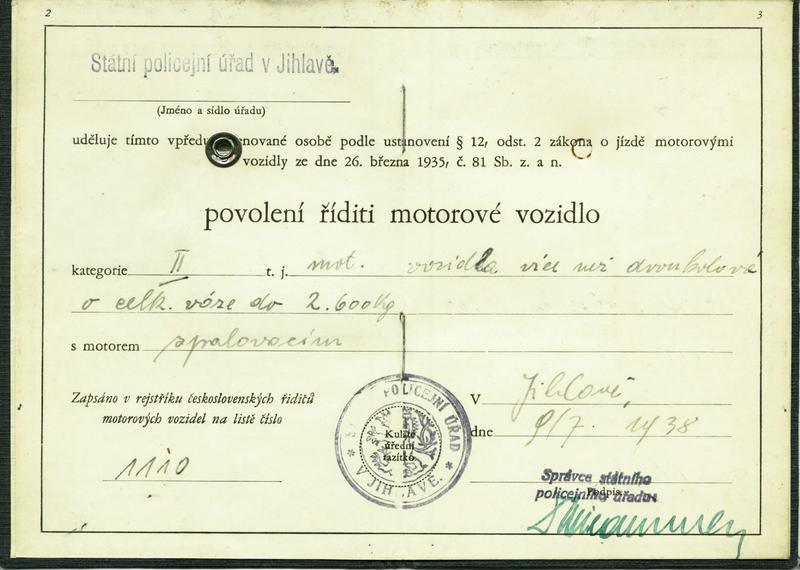 2
3
Státní policejní úřad v Jihlavě.
(Jméno a sídlo úřadu)
uděluje tímto vpředu jmenované osobě podle ustanovení § 12, odst. 2 zákona o jízdě motorovými
vozidly ze dne 26. března 1935, č. 81 Sb. z. a n.
povolení říditi motorové vozidlo
kategorie II t. j. mot. vozidla více než dvoukolová
o celk. váze do 2.600 kg
s motorem spalovacím
Zapsáno v rejstříku československých řidičů
motorových vozidel na listě číslo
1110
POLICEJNÍ ÚŘAD
V JIHLAVĚ.
Kulaté
úřední
razítko
V Jihlavě,
dne 9/7. 1938
Správce státního
policejního úřadu
Podpis